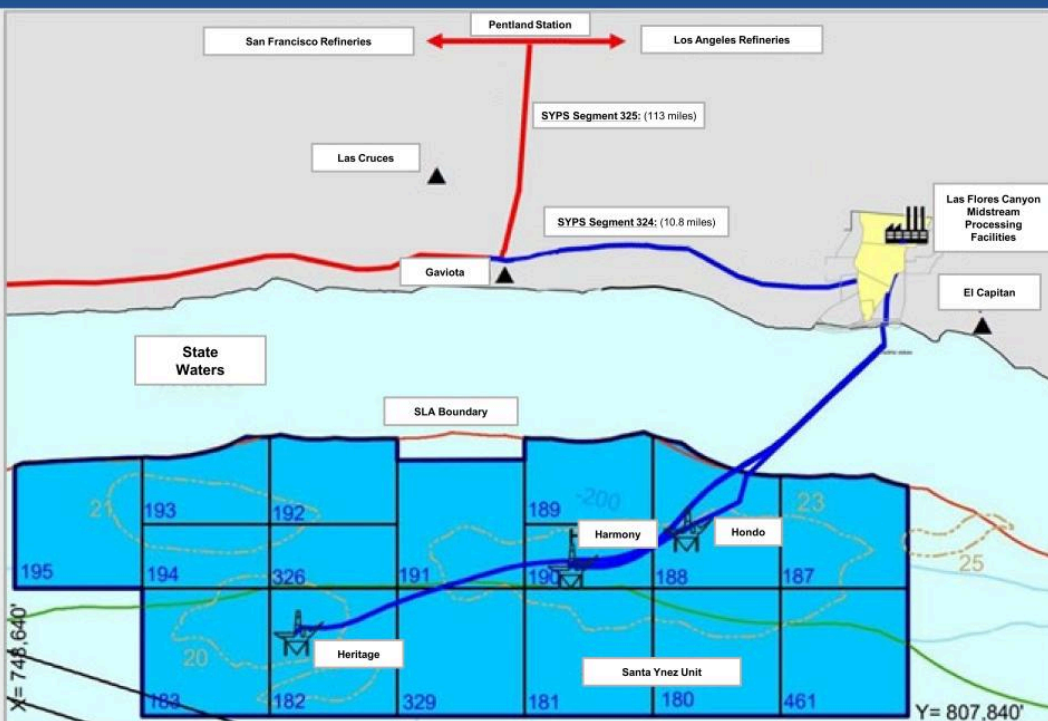 Pentland Station
San Francisco Refineries
Los Angeles Refineries
SYPS Segment 325: (113 miles)
Las Cruces
Las Flores Canyon
Midstream
Processing
Facilities
SYPS Segment 324: (10.8 miles)
Gaviota
El Capitan
State
Waters
SLA Boundary
21
193
192
189
-200
23
Harmony
Hondo
25
195
194
326
191
190
188
187
X= 748,640'
20
Heritage
Santa Ynez Unit
183
182
329
181
180
461
Y= 807,840'